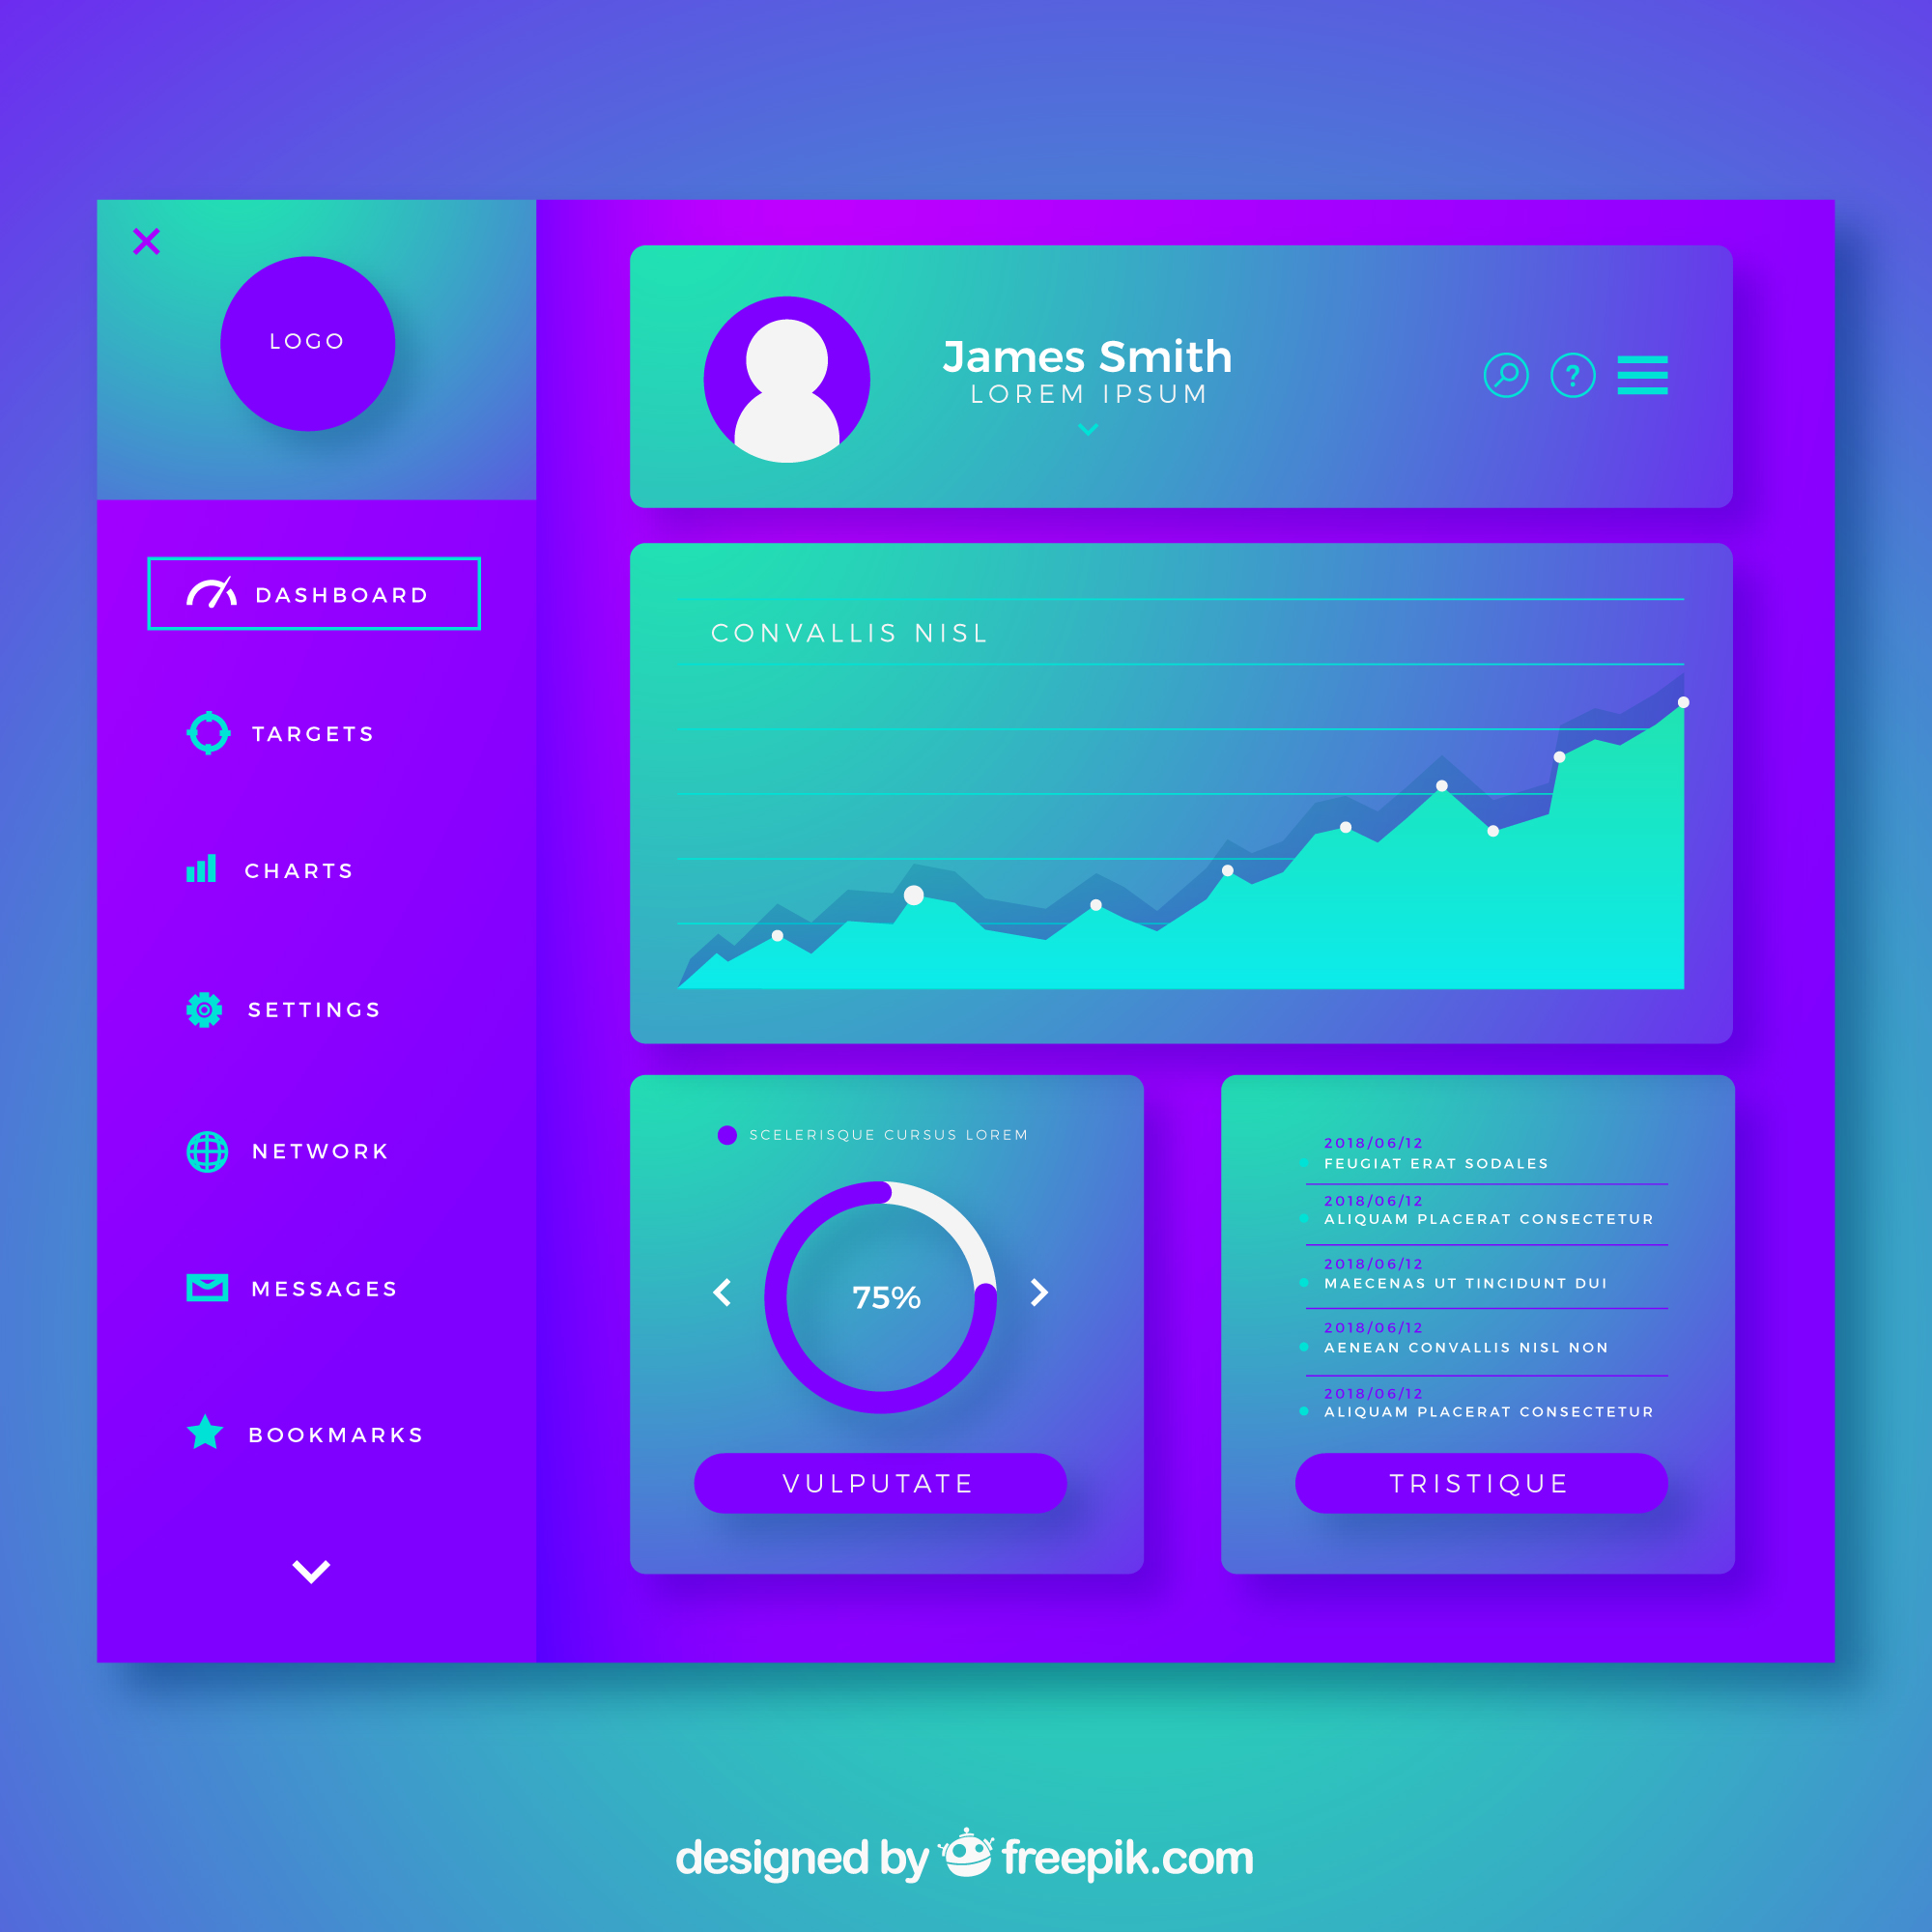 LOGO
DASHBOARD
TARGETS
CHARTS
SETTINGS
NETWORK
MESSAGES
BOOKMARKS
James Smith
LOREM IPSUM
?
CONVALLIS NISL
SCELERISQUE CURSUS LOREM
75%
VULPUTATE
2018/06/12
FEUGIAT ERAT SODALES
2018/06/12
ALIQUAM PLACERAT CONSECTETUR
2018/06/12
MAECENAS UT TINCIDUNT DUI
2018/06/12
AENEAN CONVALLIS NISL NON
2018/06/12
ALIQUAM PLACERAT CONSECTETUR
TRISTIQUE
designed by freepik.com